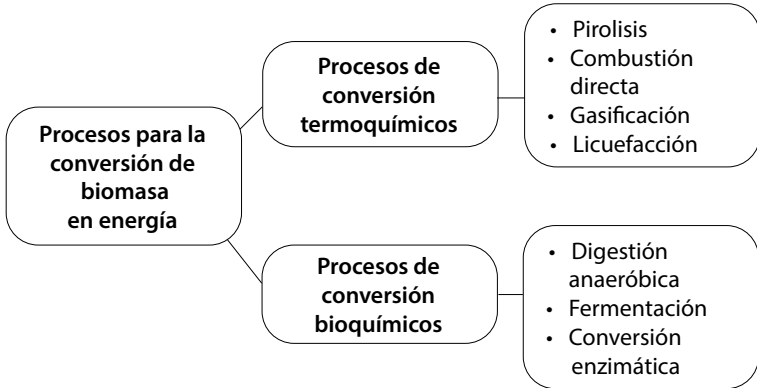 Procesos para la
conversión de
biomasa
en energía
Procesos de
conversión
termoquímicos
• Pirolisis
• Combustión
directa
• Gasificación
• Licuefacción
Procesos de
conversión
bioquímicos
• Digestión
anaeróbica
• Fermentación
• Conversión
enzimática